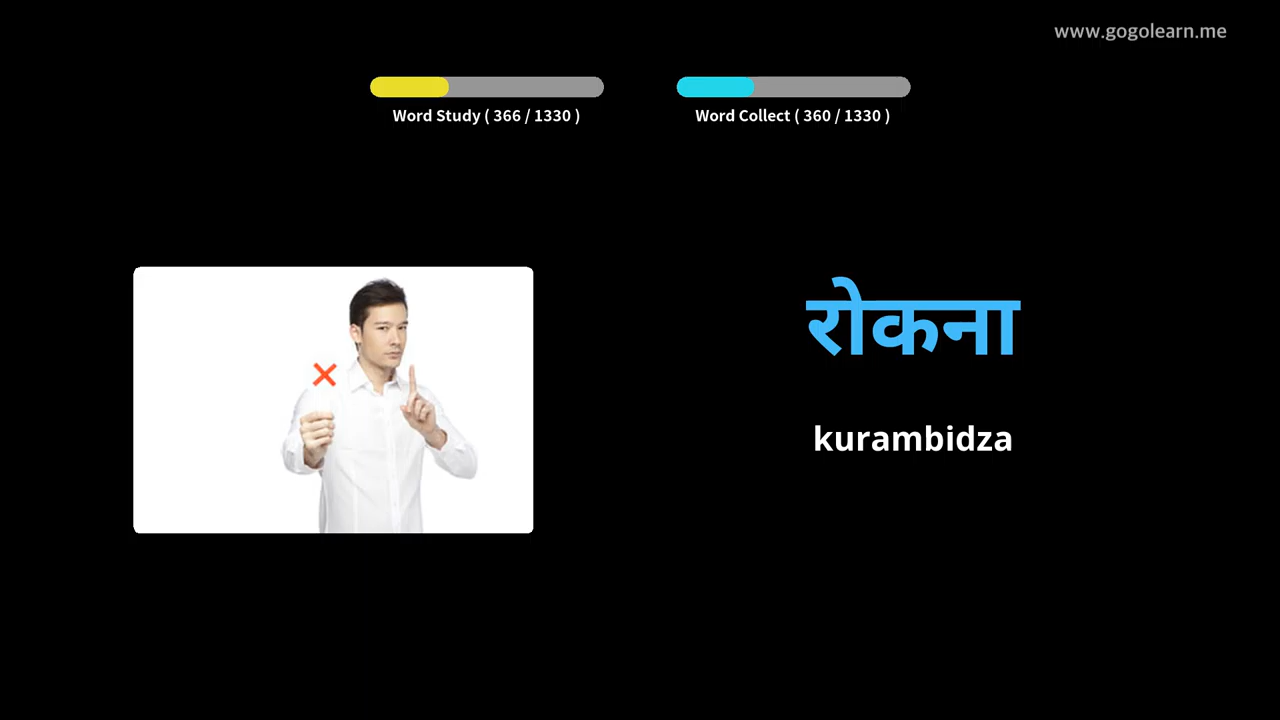 www.gogolearn.me
Word Study ( 366 / 1330 )
Word Collect ( 360 / 1330 )
रोकना
kurambidza